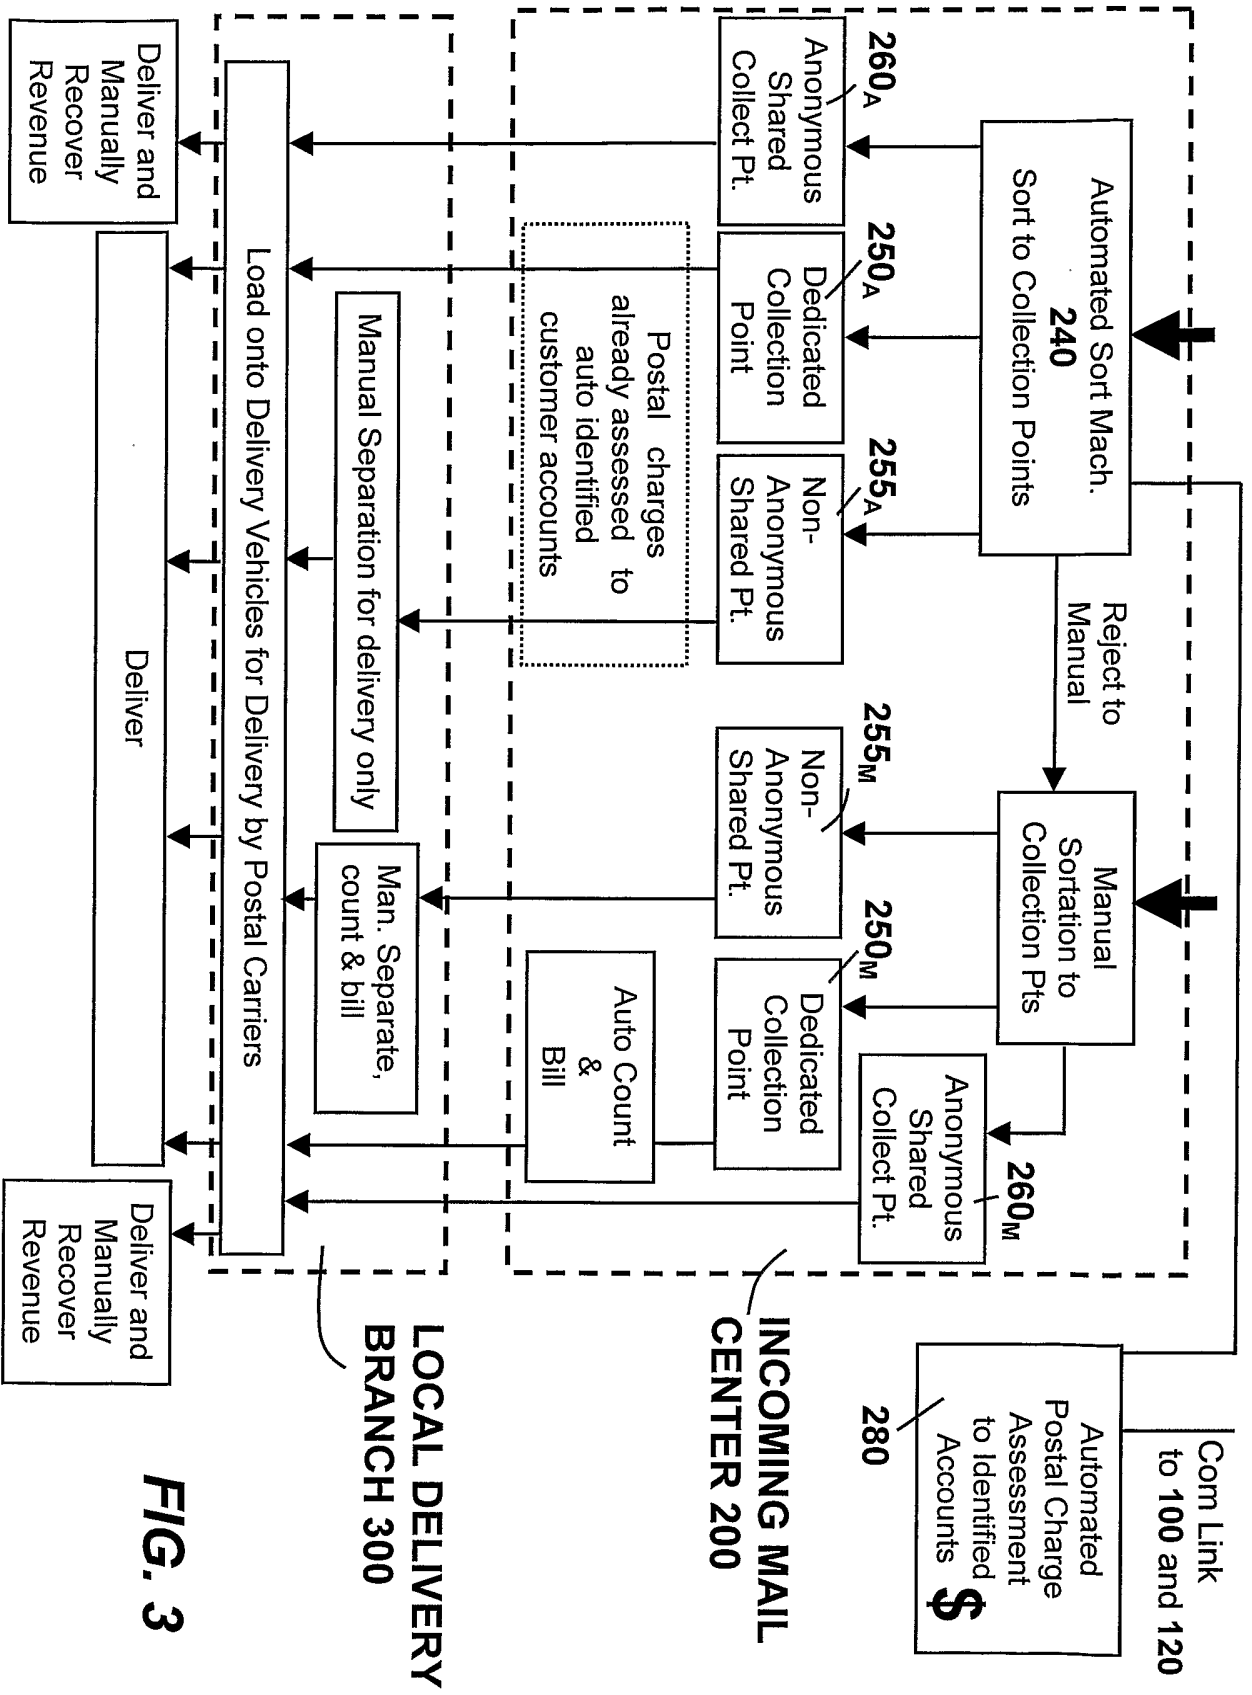 Automated Sort Mach.
240
Sort to Collection Points
Reject to
Manual
Manual
Sortation to
Collection Pts
260A
Anonymous
Shared
Collect Pt.
250A
Dedicated
Collection
Point
255A
Non-
Anonymous
Shared Pt.
255M
Non-
Anonymous
Shared Pt.
250M
Dedicated
Collection
Point
Anonymous
Shared
Collect Pt.
260M
Postal charges
already assessed to
auto identified
customer accounts
Auto Count
&
Bill
INCOMING MAIL
CENTER 200
Com Link
to 100 and 120
Automated
Postal Charge
Assessment
to Identified
Accounts $
280
Manual Separation for delivery only
Man. Separate,
count & bill
Load onto Delivery Vehicles for Delivery by Postal Carriers
LOCAL DELIVERY
BRANCH 300
Deliver and
Manually
Recover
Revenue
Deliver
Deliver and
Manually
Recover
Revenue
FIG. 3